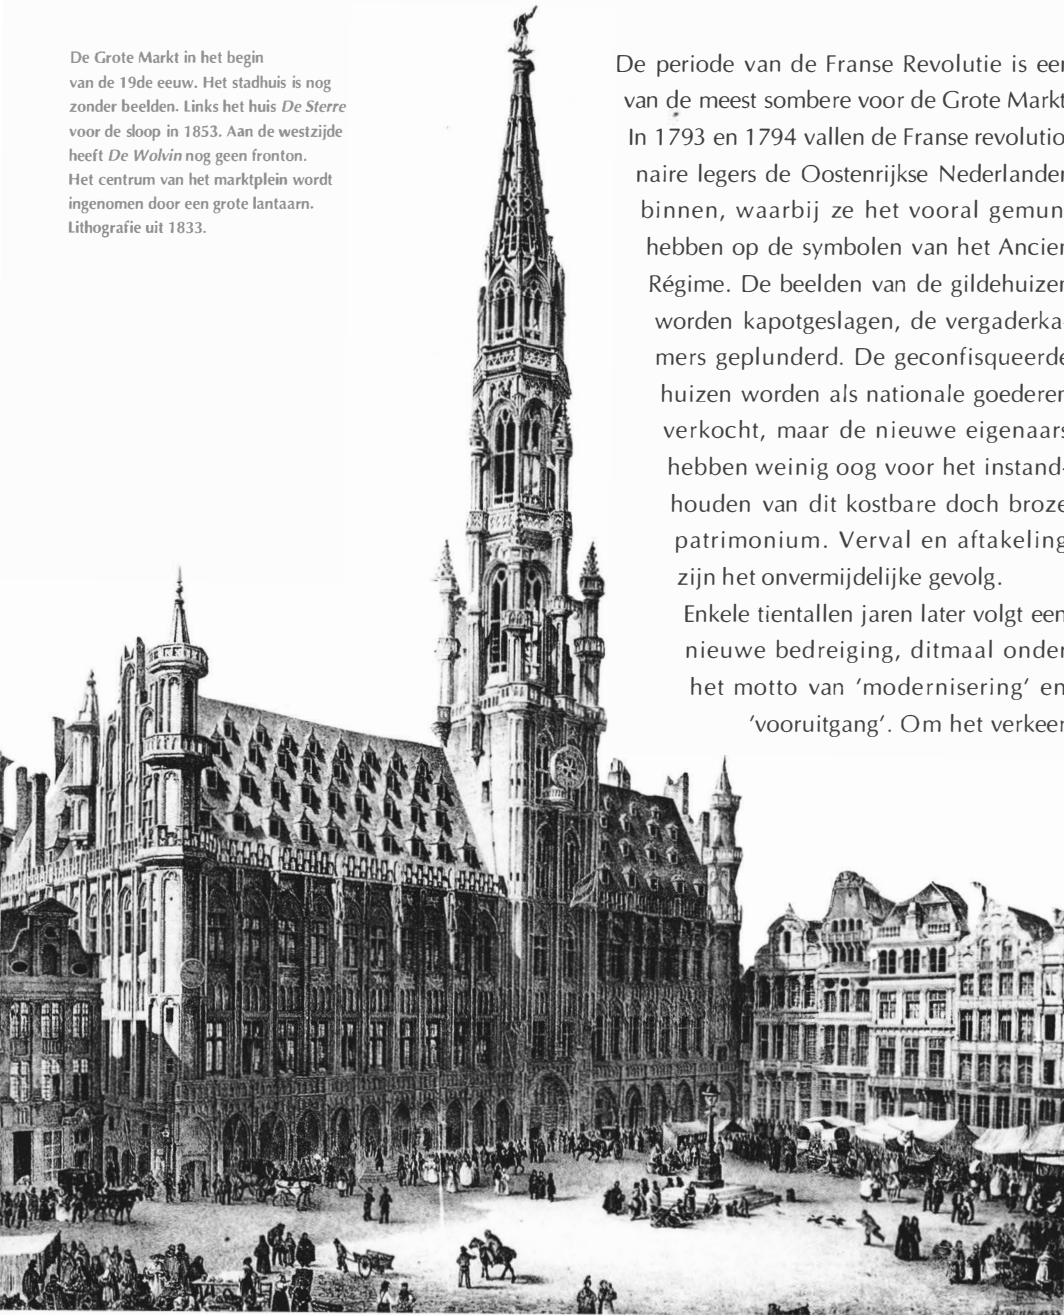 De Grote Markt in het begin
van de 19de eeuw. Het stadhuis is nog
zonder beelden. Links het huis De Sterre
voor de sloop in 1853. Aan de westzijde
heeft De Wolvin nog geen fronton.
Het centrum van het marktplein wordt
ingenomen door een grote lantaarn.
Lithografie uit 1833.
De periode van de Franse Revolutie is een
van de meest sombere voor de Grote Markt
In 1793 en 1794 vallen de Franse revolutio
naire legers de Oostenrijkse Nederlanden
binnen, waarbij ze het vooral gemun
hebben op de symbolen van het Ancien
Régime. De beelden van de gildehuizen
worden kapotgeslagen, de vergaderka-
mers geplunderd. De geconfisqueerde
huizen worden als nationale goederen
verkocht, maar de nieuwe eigenaars
hebben weinig oog voor het instand-
houden van dit kostbare doch broze
patrimonium. Verval en aftakeling
zijn het onvermijdelijke gevolg.
Enkele tientallen jaren later volgt een
nieuwe bedreiging, ditmaal onder
het motto van 'modernisering' en
'vooruitgang'. Om het verkeer